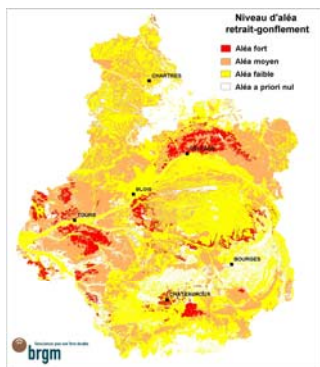 Niveau d'aléa
retrait-gonflement
Aléa fort
Aléa moyen
Aléa faible
Aléa a priori nul
CHARTRES
BLOIS
TOURS
BOURGES
CHATEAUROUX
brgm